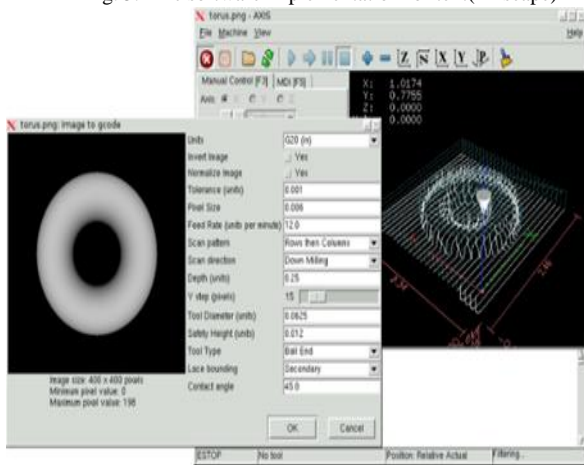 torus.png - AXIS
File Machine View Help
Manual Control [F3] MDI [F5]
Axis:
X: 1.0174
Y: 0.7755
Z: 0.0000
0.0000
torus.png: Image to gcode
Units G20 (in)
Invert Image Yes
Normalize Image Yes
Tolerance (units) 0.001
Pixel Size 0.006
Feed Rate (units per minute) 12.0
Scan pattern Rows then Columns
Scan direction Down Milling
Depth (units) 0.25
Y step (pixels) 15
Tool Diameter (units) 0.0625
Safety Height (units) 0.012
Tool Type Ball End
Lace bounding Secondary
Contact angle 45.0
Image size: 400 x 400 pixels
Minimum pixel value: 0
Maximum pixel value: 198
OK Cancel
ESTOP No tool Position: Relative Actual Filtering...